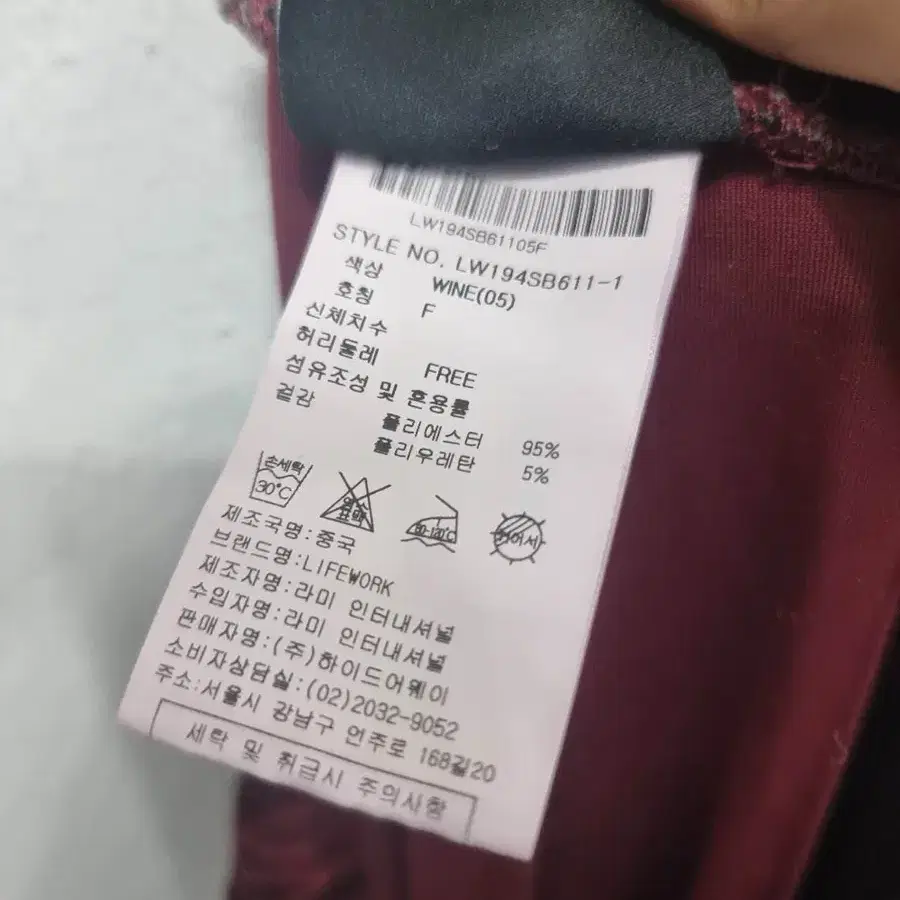 LW194SB61105F
STYLE NO. LW194SB611-1
색상 WINE(05)
호칭 F
신체치수
허리둘레 FREE
섬유조성 및 혼용률
겉감 폴리에스터 95%
폴리우레탄 5%
손세탁
30℃
염소
표백
80-120℃
제조국명:중국
브랜드명:LIFEWORK
제조자명:라미 인터내셔널
수입자명:라미 인터내셔널
판매자명:(주)하이드어웨이
소비자상담실:(02)2032-9052
주소:서울시 강남구 언주로 168길20
세탁 및 취급시 주의사항